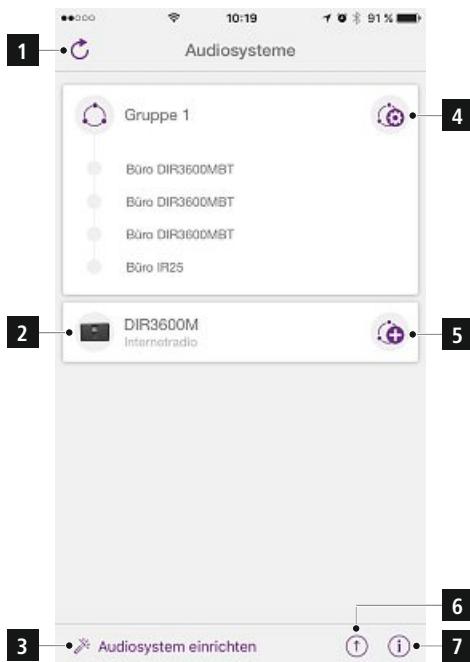 10:19
91 %
1
Audiosysteme
Gruppe 1
4
Büro DIR3600MBT
Büro DIR3600MBT
Büro DIR3600MBT
Büro IR25
2
DIR3600M
5
Internetradio
6
3
Audiosystem einrichten
7